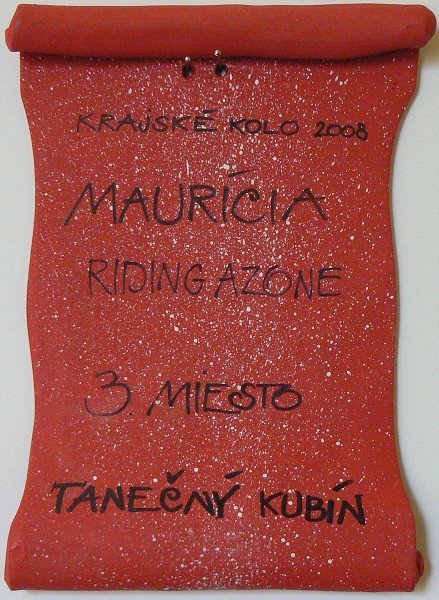 KRAJSKÉ KOLO 2008
MAURÍCIA
RIDING AZONE
3. MIESTO
TANEČNÝ KUBÍN